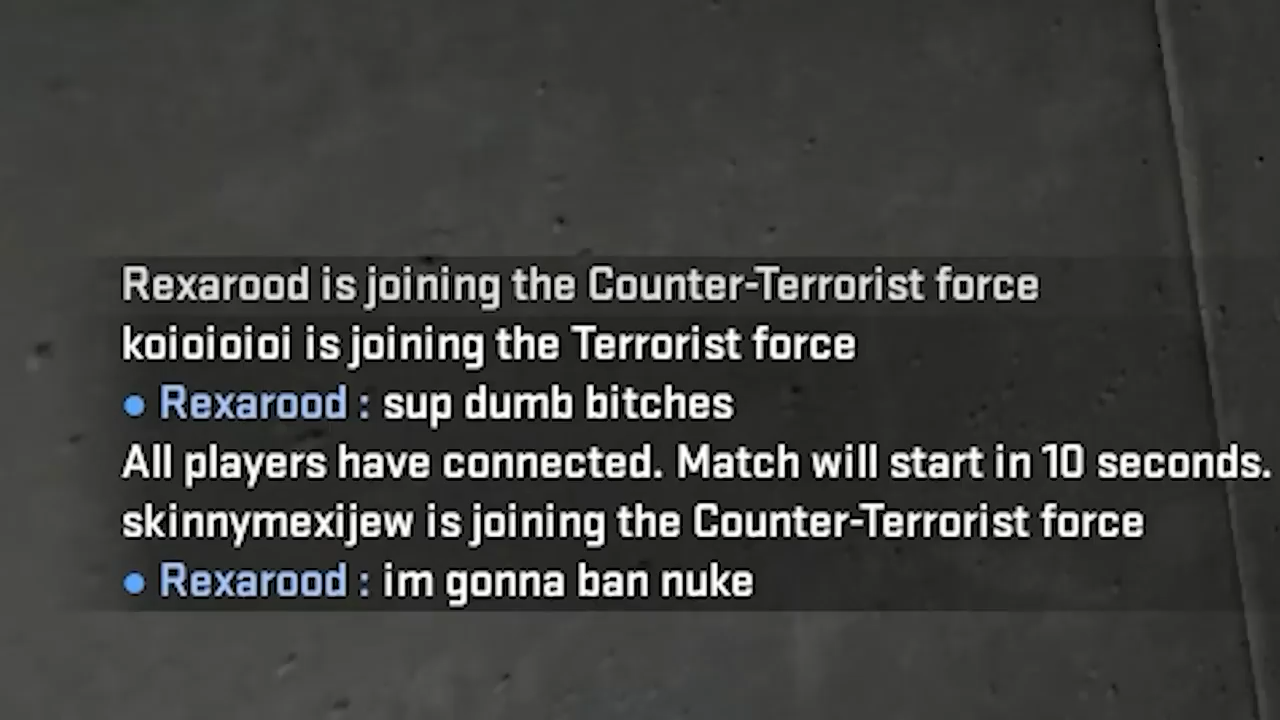 Rexarood is joining the Counter-Terrorist force
koioioioi is joining the Terrorist force
● Rexarood : sup dumb bitches
All players have connected. Match will start in 10 seconds.
skinnymexijew is joining the Counter-Terrorist force
● Rexarood : im gonna ban nuke